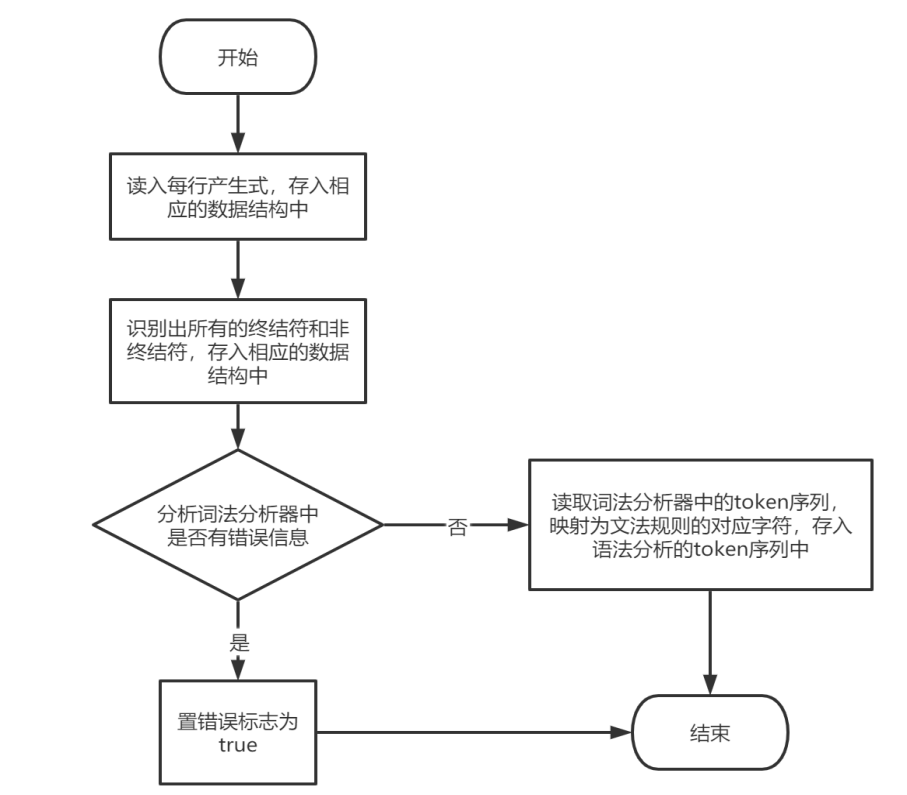 开始
读入每行产生式，存入相
应的数据结构中
识别出所有的终结符和非
终结符，存入相应的数据
结构中
分析词法分析器中
是否有错误信息
否
读取词法分析器中的token序列，
映射为文法规则的对应字符，存入
语法分析的token序列中
是
置错误标志为
true
结束